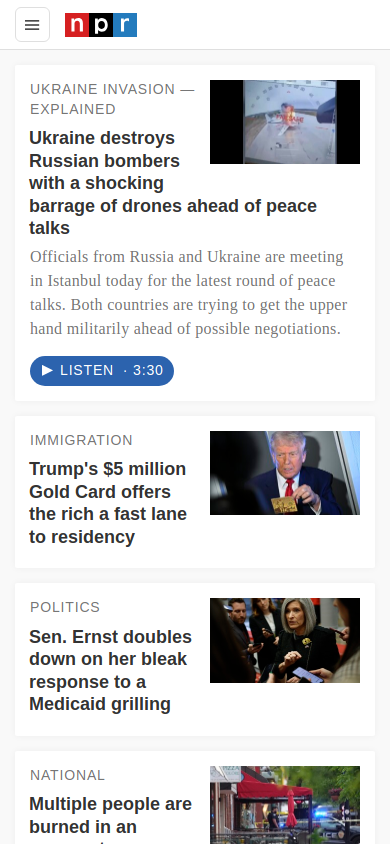 npr
UKRAINE INVASION —
EXPLAINED
Ukraine destroys
Russian bombers
with a shocking
barrage of drones ahead of peace
talks
Officials from Russia and Ukraine are meeting
in Istanbul today for the latest round of peace
talks. Both countries are trying to get the upper
hand militarily ahead of possible negotiations.
LISTEN · 3:30
IMMIGRATION
Trump's $5 million
Gold Card offers
the rich a fast lane
to residency
POLITICS
Sen. Ernst doubles
down on her bleak
response to a
Medicaid grilling
NATIONAL
Multiple people are
burned in an